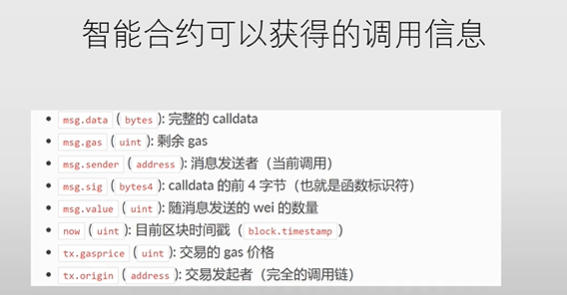 智能合约可以获得的调用信息
• msg.data ( bytes ): 完整的 calldata
• msg.gas ( uint ): 剩余 gas
• msg.sender ( address ): 消息发送者（当前调用）
• msg.sig ( bytes4 ): calldata 的前 4 字节（也就是函数标识符）
• msg.value ( uint ): 随消息发送的 wei 的数量
• now ( uint ): 目前区块时间戳 ( block.timestamp )
• tx.gasprice ( uint ): 交易的 gas 价格
• tx.origin ( address ): 交易发起者（完全的调用链）